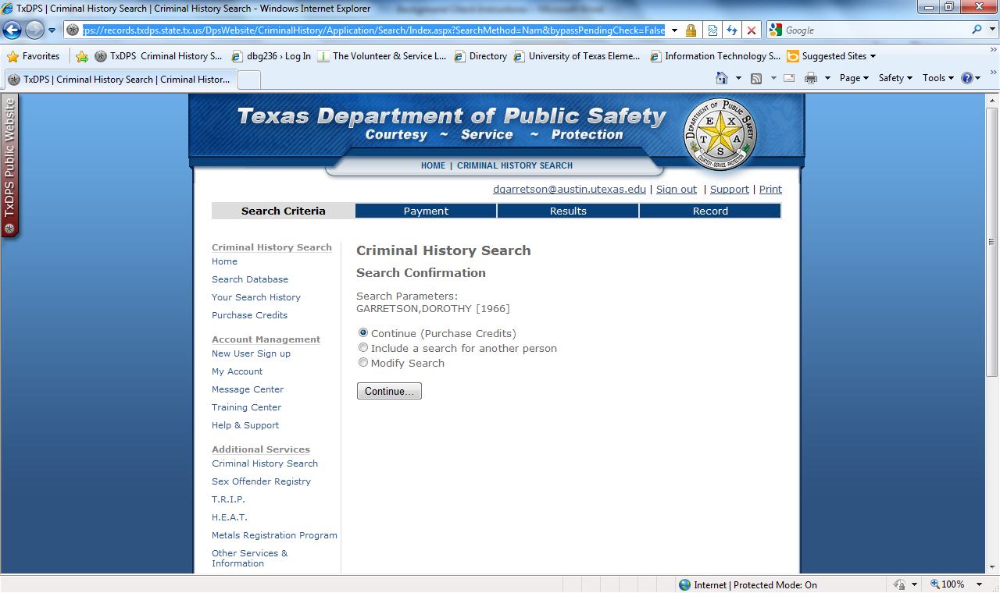 TxDPS | Criminal History Search | Criminal History Search - Windows Internet Explorer
ps://records.txdps.state.tx.us/DpsWebsite/CriminalHistory/Application/Search/Index.aspx?SearchMethod=Nam&bypassPendingCheck=False
Google
Favorites TxDPS Criminal History S... dbg236 › Log In The Volunteer & Service L... Directory University of Texas Eleme... Information Technology S... Suggested Sites
TxDPS | Criminal History Search | Criminal Histor... Page Safety Tools
TxDPS Public Website
Texas Department of Public Safety
Courtesy ~ Service ~ Protection
DEPARTMENT OF PUBLIC SAFETY
TEXAS
COURTESY·SERVICE·PROTECTION
HOME | CRIMINAL HISTORY SEARCH
dgarretson@austin.utexas.edu | Sign out | Support | Print
Search Criteria Payment Results Record
Criminal History Search
Home
Search Database
Your Search History
Purchase Credits
Account Management
New User Sign up
My Account
Message Center
Training Center
Help & Support
Additional Services
Criminal History Search
Sex Offender Registry
T.R.I.P.
H.E.A.T.
Metals Registration Program
Other Services &
Information
Criminal History Search
Search Confirmation
Search Parameters:
GARRETSON,DOROTHY [1966]
Continue (Purchase Credits)
Include a search for another person
Modify Search
Continue...
Internet | Protected Mode: On
100%